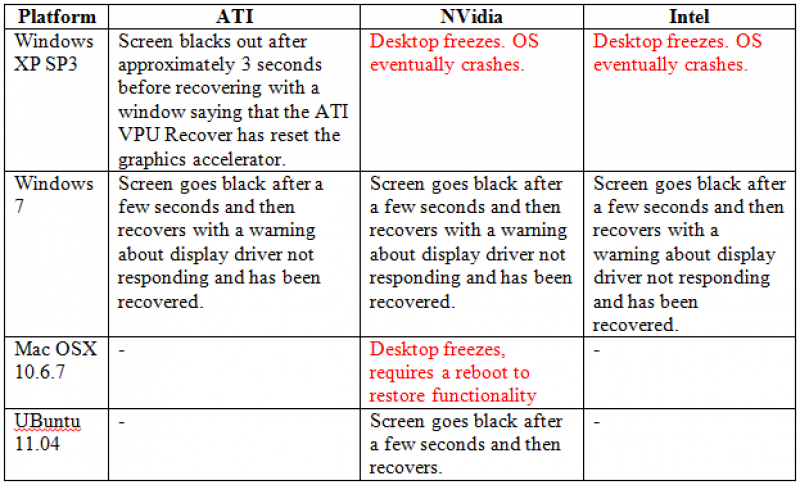 Platform ATI NVidia Intel
Windows
XP SP3
Screen blacks out after
approximately 3 seconds
before recovering with a
window saying that the ATI
VPU Recover has reset the
graphics accelerator.
Desktop freezes. OS
eventually crashes.
Desktop freezes. OS
eventually crashes.
Windows
7
Screen goes black after a
few seconds and then
recovers with a warning
about display driver not
responding and has been
recovered.
Screen goes black after
a few seconds and then
recovers with a warning
about display driver not
responding and has been
recovered.
Screen goes black after
a few seconds and then
recovers with a
warning about display
driver not responding
and has been
recovered.
Mac OSX
10.6.7
-
Desktop freezes,
requires a reboot to
restore functionality
-
UBuntu
11.04
-
Screen goes black after
a few seconds and then
recovers.
-